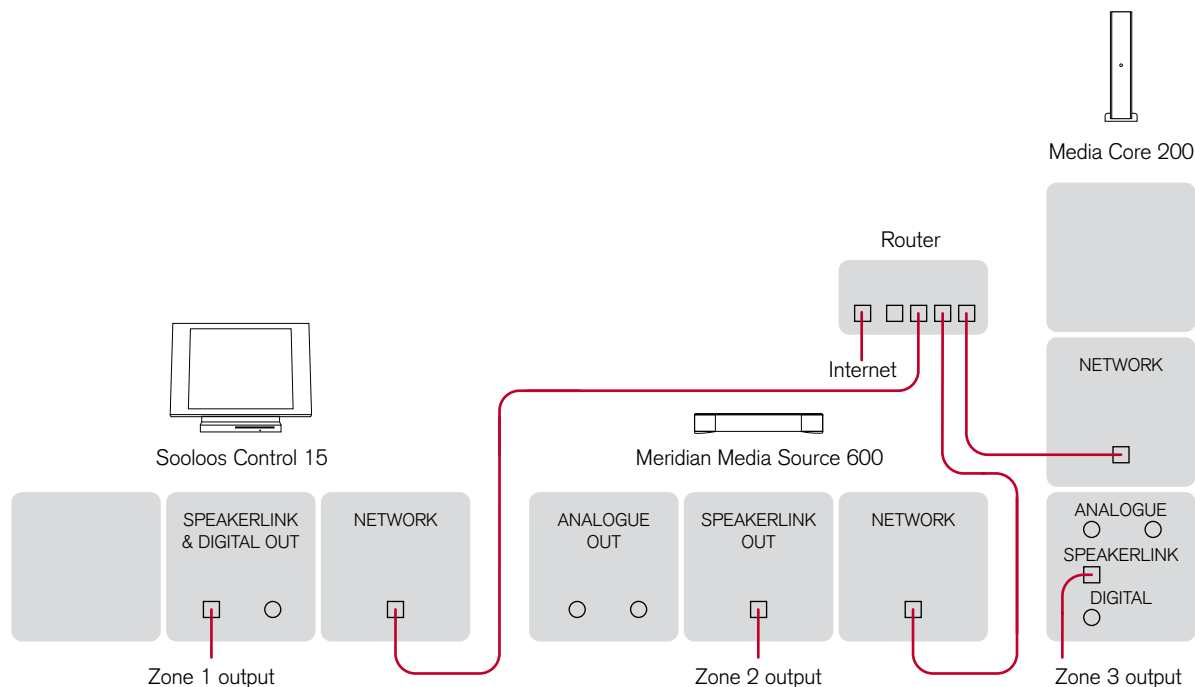 Media Core 200
Router
Internet
NETWORK
Sooloos Control 15
Meridian Media Source 600
SPEAKERLINK
& DIGITAL OUT
NETWORK
ANALOGUE
OUT
SPEAKERLINK
OUT
NETWORK
ANALOGUE
SPEAKERLINK
DIGITAL
Zone 1 output
Zone 2 output
Zone 3 output